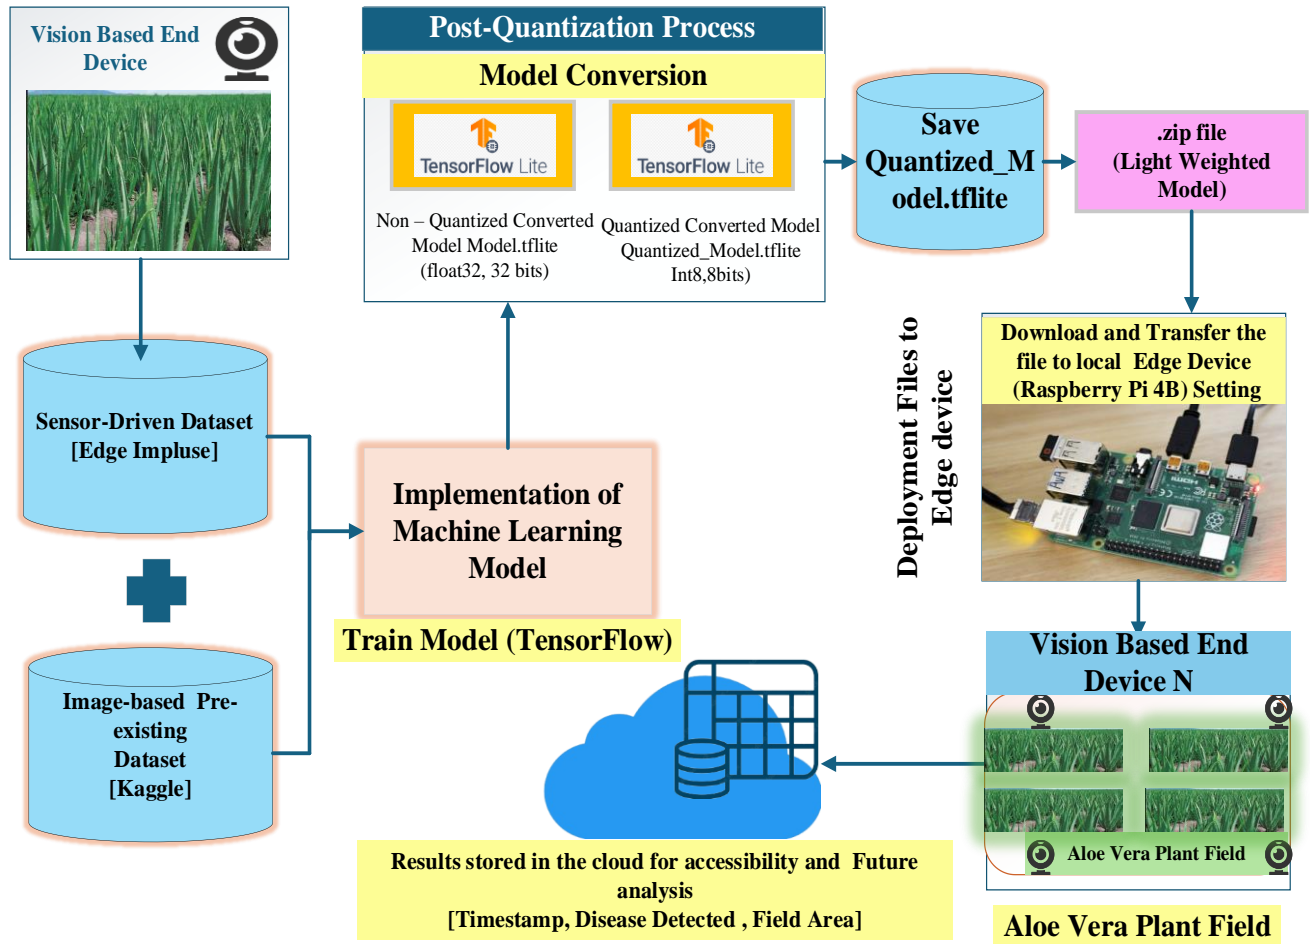 Vision Based End
Device
Sensor-Driven Dataset
[Edge Impluse]
Image-based Pre-
existing
Dataset
[Kaggle]
Implementation of
Machine Learning
Model
Train Model (TensorFlow)
Post-Quantization Process
Model Conversion
TensorFlow Lite
TensorFlow Lite
Non – Quantized Converted
Model Model.tflite
(float32, 32 bits)
Quantized Converted Model
Quantized_Model.tflite
Int8,8bits)
Save
Quantized_M
odel.tflite
.zip file
(Light Weighted
Model)
Deployment Files to
Edge device
Download and Transfer the
file to local Edge Device
(Raspberry Pi 4B) Setting
HDMI
Vision Based End
Device N
Aloe Vera Plant Field
Aloe Vera Plant Field
Results stored in the cloud for accessibility and Future
analysis
[Timestamp, Disease Detected , Field Area]